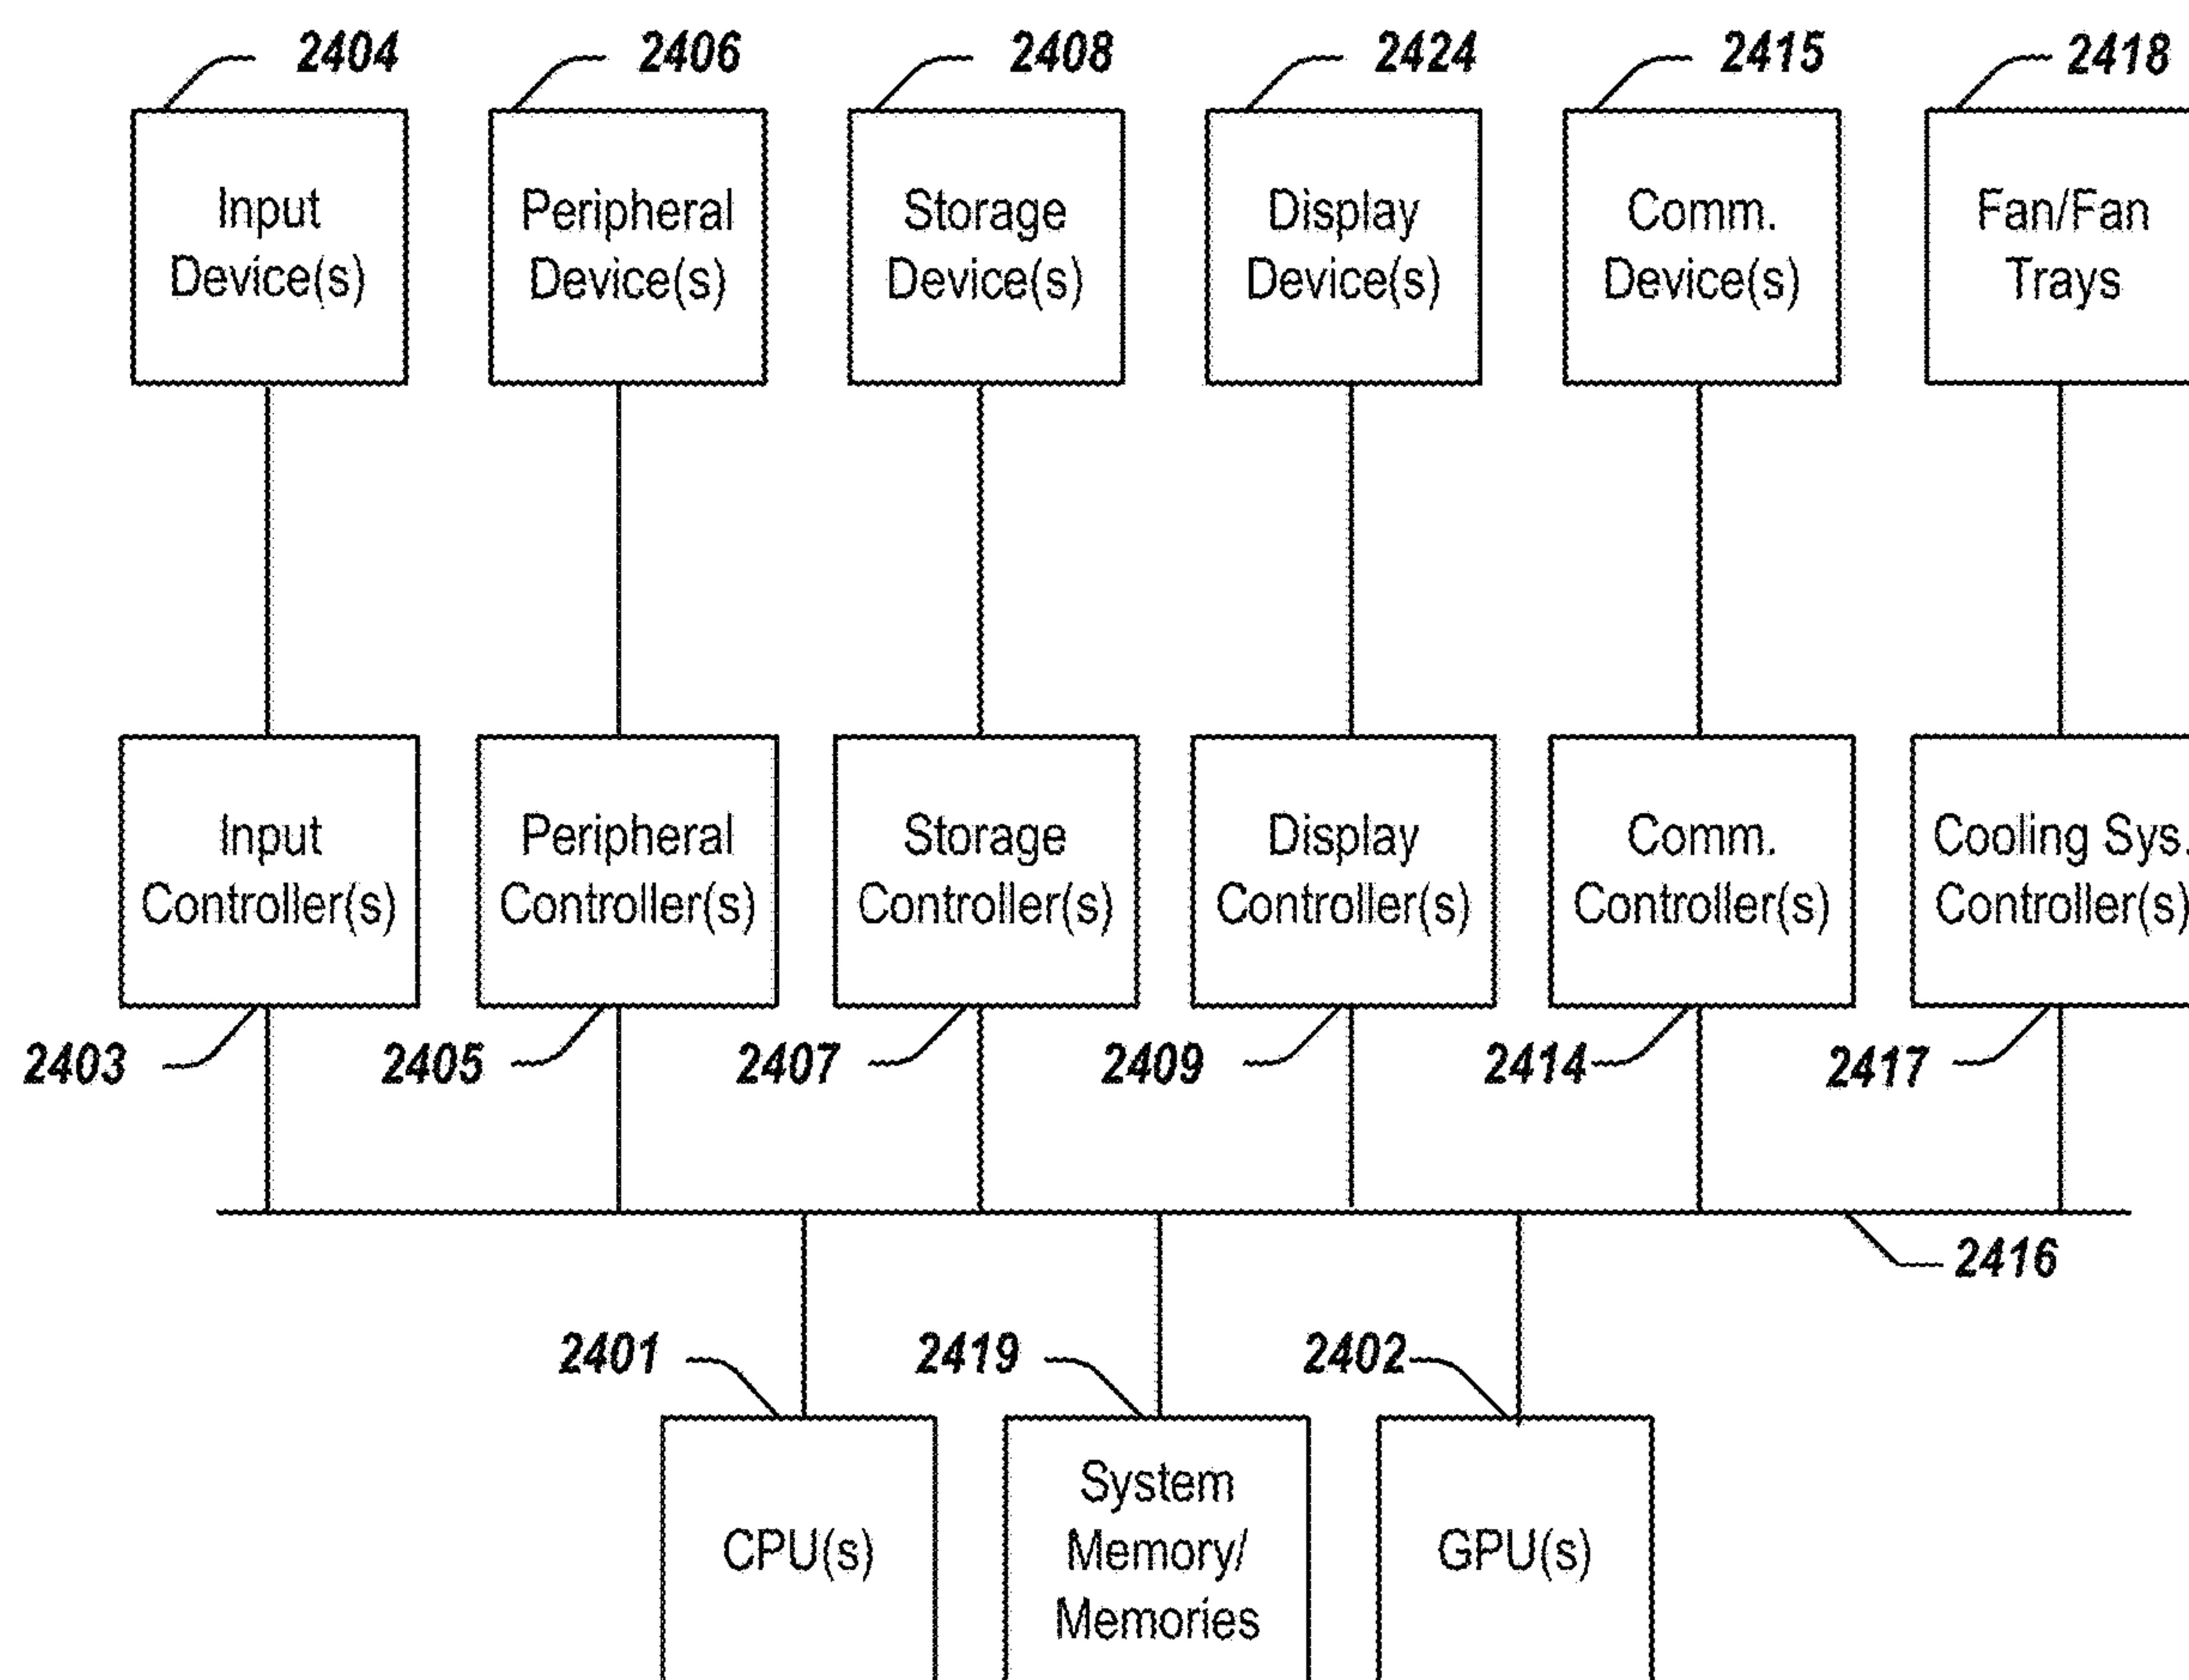 2404 2406 2408 2424 2415 2418
Input Peripheral Storage Display Comm. Fan/Fan
Device(s) Device(s) Device(s) Device(s) Device(s) Trays
Input Peripheral Storage Display Comm. Cooling Sys.
Controller(s) Controller(s) Controller(s) Controller(s) Controller(s) Controller(s)
2403 2405 2407 2409 2414 2417
2416
2401 2419 2402
System
CPU(s) Memory/ GPU(s)
Memories